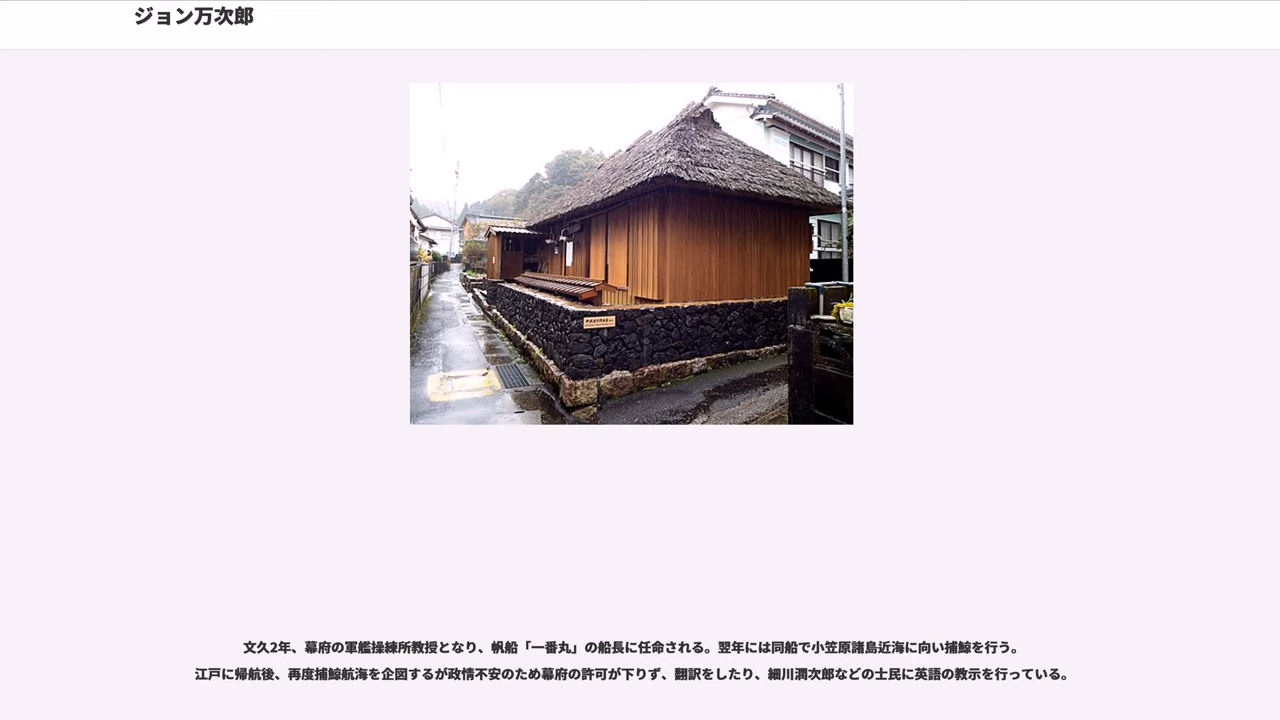 ジョン万次郎
文久2年、幕府の軍艦操練所教授となり、帆船「一番丸」の船長に任命される。翌年には同船で小笠原諸島近海に向い捕鯨を行う。
江戸に帰航後、再度捕鯨航海を企図するが政情不安のため幕府の許可が下りず、翻訳をしたり、細川潤次郎などの士民に英語の教示を行っている。